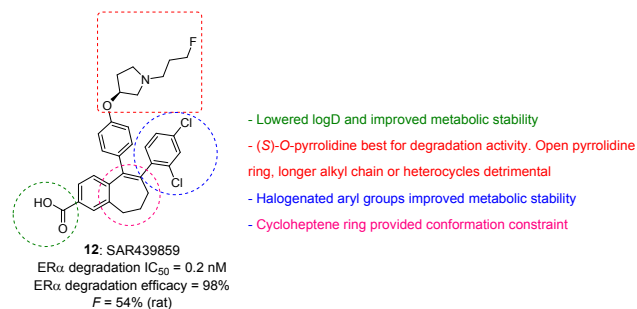 F
N
O
Cl
Cl
HO
O
- Lowered logD and improved metabolic stability
- (S)-O-pyrrolidine best for degradation activity. Open pyrrolidine
ring, longer alkyl chain or heterocycles detrimental
- Halogenated aryl groups improved metabolic stability
- Cycloheptene ring provided conformation constraint
12: SAR439859
ERα degradation IC50 = 0.2 nM
ERα degradation efficacy = 98%
F = 54% (rat)